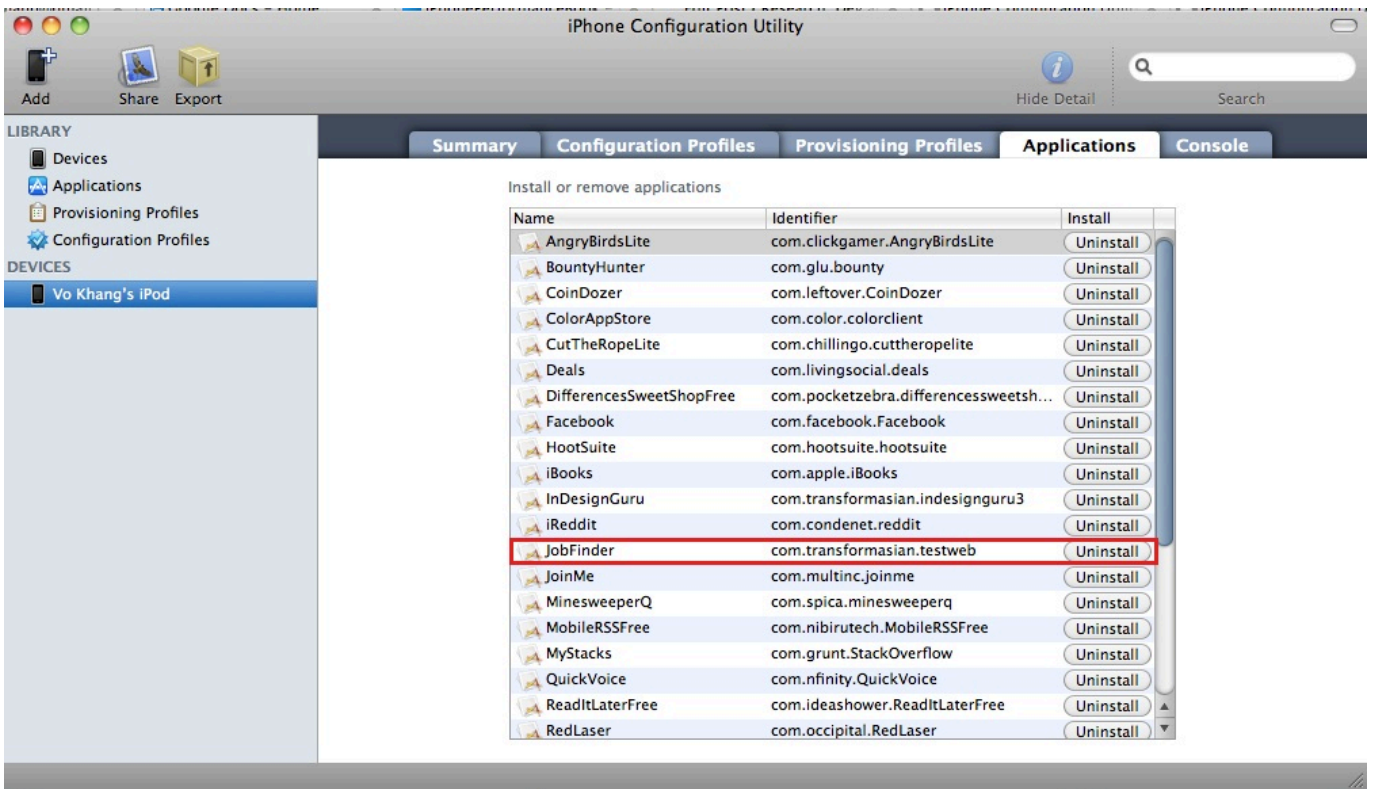 iPhone Configuration Utility
Add Share Export Hide Detail Search
LIBRARY
Devices
Applications
Provisioning Profiles
Configuration Profiles
DEVICES
Vo Khang's iPod
Summary Configuration Profiles Provisioning Profiles Applications Console
Install or remove applications
Name Identifier Install
AngryBirdsLite com.clickgamer.AngryBirdsLite Uninstall
BountyHunter com.glu.bounty Uninstall
CoinDozer com.leftover.CoinDozer Uninstall
ColorAppStore com.color.colorclient Uninstall
CutTheRopeLite com.chillingo.cuttheropelite Uninstall
Deals com.livingsocial.deals Uninstall
DifferencesSweetShopFree com.pocketzebra.differencessweetsh... Uninstall
Facebook com.facebook.Facebook Uninstall
HootSuite com.hootsuite.hootsuite Uninstall
iBooks com.apple.iBooks Uninstall
InDesignGuru com.transformasian.indesignguru3 Uninstall
iReddit com.condenet.reddit Uninstall
JobFinder com.transformasian.testweb Uninstall
JoinMe com.multinc.joinme Uninstall
MinesweeperQ com.spica.minesweeperq Uninstall
MobileRSSFree com.nibirutech.MobileRSSFree Uninstall
MyStacks com.grunt.StackOverflow Uninstall
QuickVoice com.nfinity.QuickVoice Uninstall
ReadItLaterFree com.ideashower.ReadItLaterFree Uninstall
RedLaser com.occipital.RedLaser Uninstall